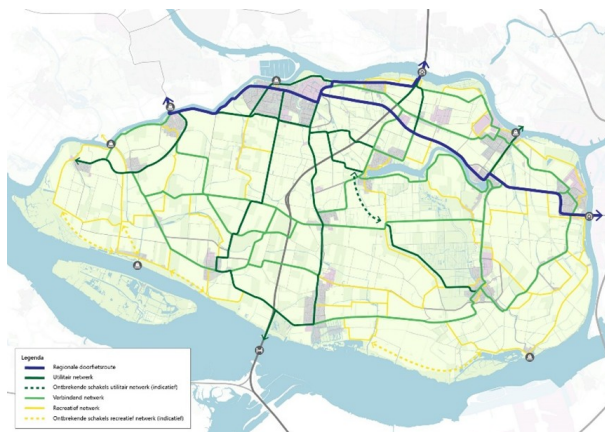 Legenda
Regionale doorfietsroute
Utilitair netwerk
Ontbrekende schakels utilitair netwerk (indicatief)
Verbindend netwerk
Recreatief netwerk
Ontbrekende schakels recreatief netwerk (indicatief)